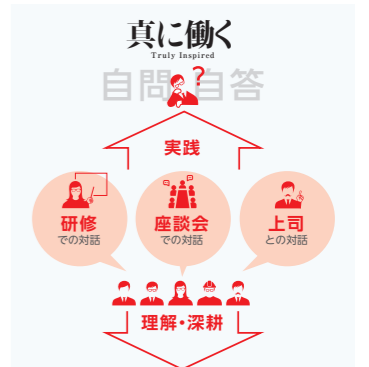 真に働く
Truly Inspired
自問自答
?
実践
研修
での対話
座談会
での対話
上司
との対話
理解・深耕